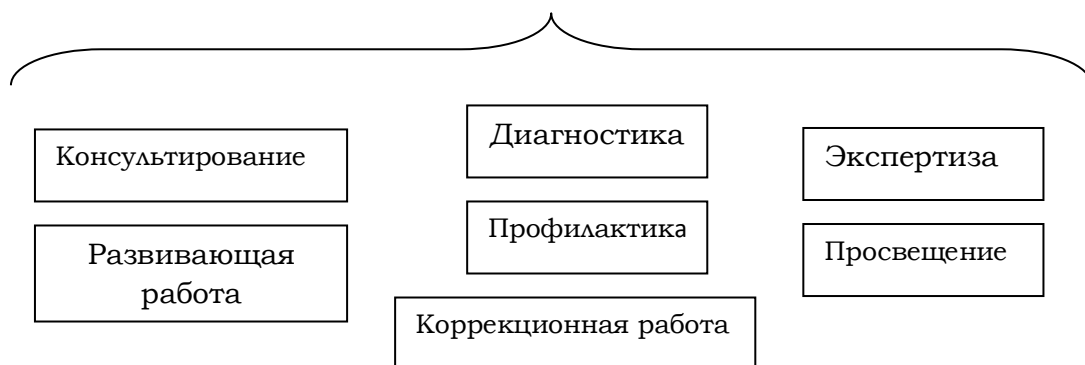 Консультирование
Диагностика
Экспертиза
Развивающая
работа
Профилактика
Просвещение
Коррекционная работа